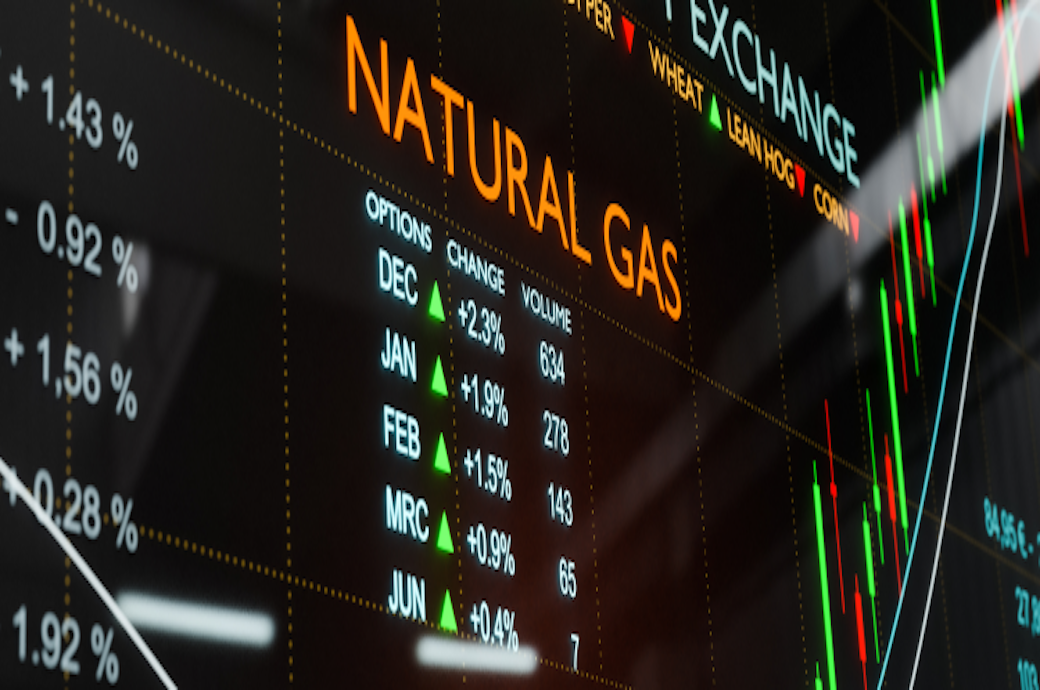 EXCHANGE
WHEAT ▲ LEAN HOG ▼ CORN ▼
NATURAL GAS
OPTIONS CHANGE VOLUME
DEC ▲ +2.3% 634
JAN ▲ +1.9% 278
FEB ▲ +1.5% 143
MRC ▲ +0.9% 65
JUN ▲ +0.4% 7
+ 1.43 %
- 0.92 %
+ 1,56 %
+ 0.28 %
1.92 %
84,95 € -